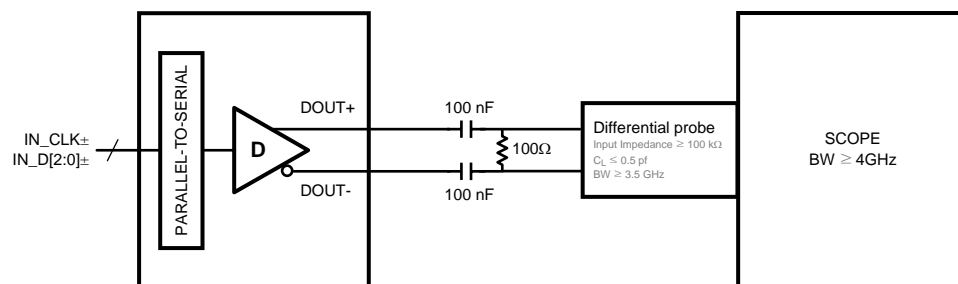 IN_CLK±
IN_D[2:0]±
PARALLEL-TO-SERIAL
D
DOUT+
DOUT-
100 nF
100Ω
100 nF
Differential probe
Input Impedance ≥ 100 kΩ
CL ≤ 0.5 pf
BW ≥ 3.5 GHz
SCOPE
BW ≥ 4GHz